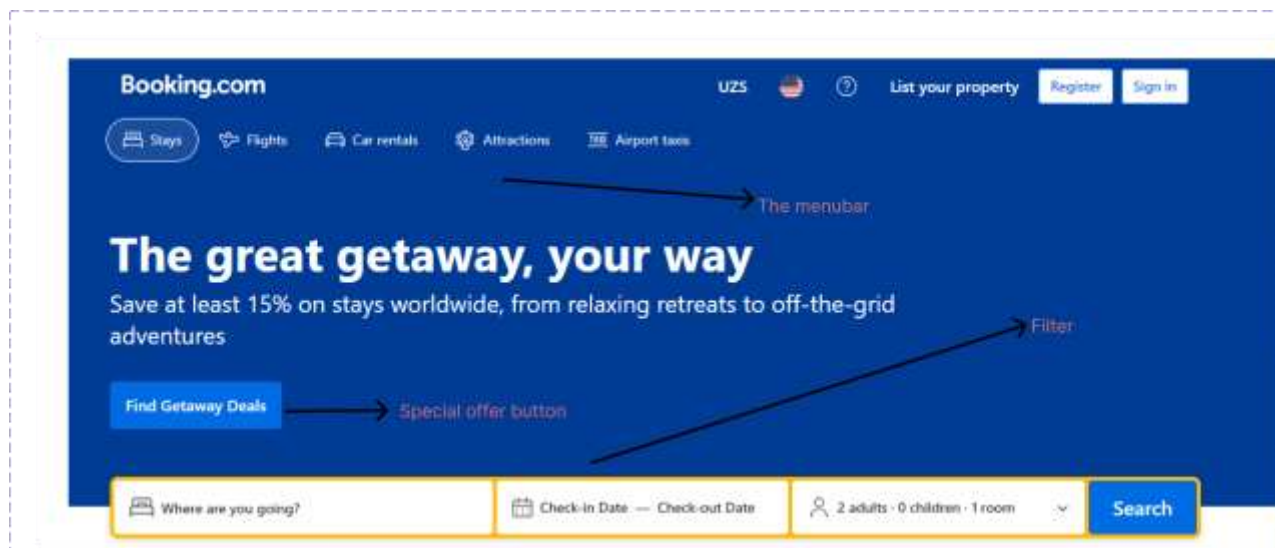 Booking.com
UZS
List your property
Register
Sign in
Stays
Flights
Car rentals
Attractions
Airport taxis
The menubar
The great getaway, your way
Save at least 15% on stays worldwide, from relaxing retreats to off-the-grid
adventures
Filter
Find Getaway Deals
Special offer button
Where are you going?
Check-in Date — Check-out Date
2 adults · 0 children · 1 room
Search